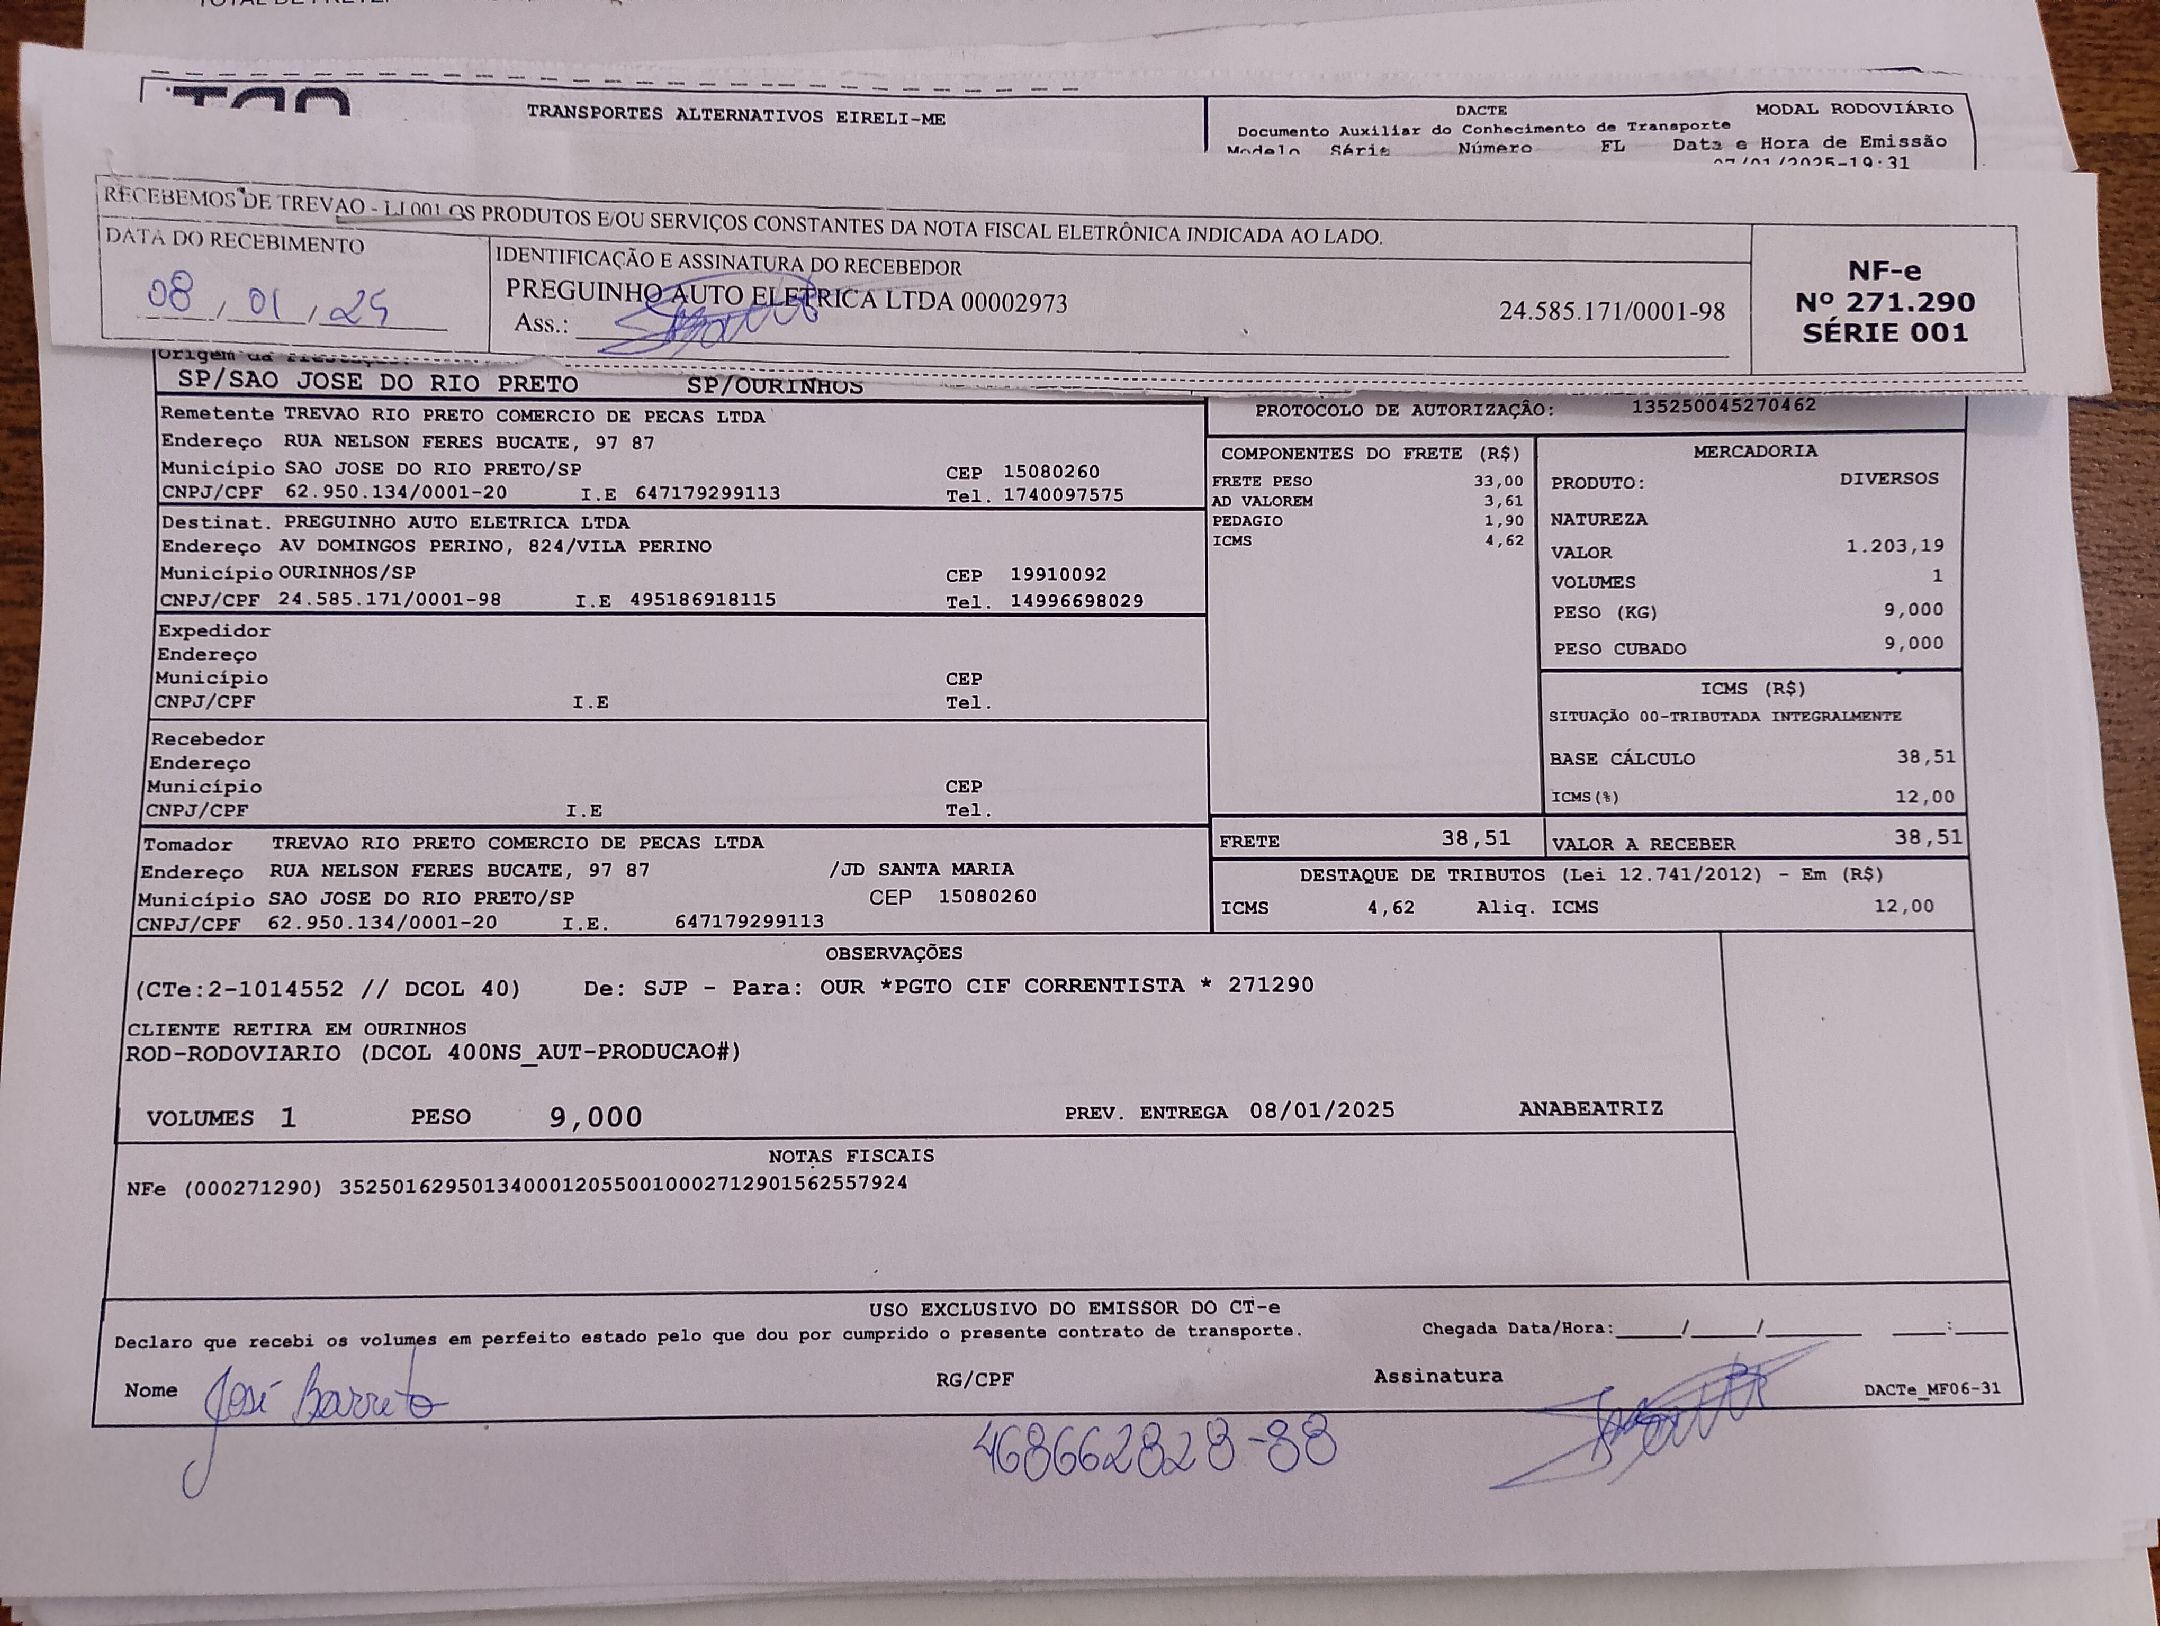 TRANSPORTES ALTERNATIVOS EIRELI-ME
DACTE MODAL RODOVIÁRIO
Documento Auxiliar do Conhecimento de Transporte
Modelo Série Número FL Data e Hora de Emissão
07/01/2025-19:31
RECEBEMOS DE TREVAO - LJ 001 OS PRODUTOS E/OU SERVIÇOS CONSTANTES DA NOTA FISCAL ELETRÔNICA INDICADA AO LADO.
DATA DO RECEBIMENTO
08 / 01 / 25
IDENTIFICAÇÃO E ASSINATURA DO RECEBEDOR
PREGUINHO AUTO ELETRICA LTDA 00002973 24.585.171/0001-98
Ass.:
NF-e
Nº 271.290
SÉRIE 001
Origem da
SP/SAO JOSE DO RIO PRETO SP/OURINHOS
Remetente TREVAO RIO PRETO COMERCIO DE PECAS LTDA
Endereço RUA NELSON FERES BUCATE, 97 87
Município SAO JOSE DO RIO PRETO/SP CEP 15080260
CNPJ/CPF 62.950.134/0001-20 I.E 647179299113 Tel. 1740097575
Destinat. PREGUINHO AUTO ELETRICA LTDA
Endereço AV DOMINGOS PERINO, 824/VILA PERINO
Município OURINHOS/SP CEP 19910092
CNPJ/CPF 24.585.171/0001-98 I.E 495186918115 Tel. 14996698029
Expedidor
Endereço
Município CEP
CNPJ/CPF I.E Tel.
Recebedor
Endereço
Município CEP
CNPJ/CPF I.E Tel.
Tomador TREVAO RIO PRETO COMERCIO DE PECAS LTDA
Endereço RUA NELSON FERES BUCATE, 97 87 /JD SANTA MARIA
Município SAO JOSE DO RIO PRETO/SP CEP 15080260
CNPJ/CPF 62.950.134/0001-20 I.E. 647179299113
PROTOCOLO DE AUTORIZAÇÃO: 135250045270462
COMPONENTES DO FRETE (R$)
FRETE PESO 33,00
AD VALOREM 3,61
PEDAGIO 1,90
ICMS 4,62
MERCADORIA
PRODUTO: DIVERSOS
NATUREZA
VALOR 1.203,19
VOLUMES 1
PESO (KG) 9,000
PESO CUBADO 9,000
ICMS (R$)
SITUAÇÃO 00-TRIBUTADA INTEGRALMENTE
BASE CÁLCULO 38,51
ICMS(%) 12,00
FRETE 38,51 VALOR A RECEBER 38,51
DESTAQUE DE TRIBUTOS (Lei 12.741/2012) - Em (R$)
ICMS 4,62 Aliq. ICMS 12,00
OBSERVAÇÕES
(CTe:2-1014552 // DCOL 40) De: SJP - Para: OUR *PGTO CIF CORRENTISTA * 271290
CLIENTE RETIRA EM OURINHOS
ROD-RODOVIARIO (DCOL 400NS_AUT-PRODUCAO#)
VOLUMES 1 PESO 9,000 PREV. ENTREGA 08/01/2025 ANABEATRIZ
NOTAS FISCAIS
NFe (000271290) 35250162950134000120550010002712901562557924
USO EXCLUSIVO DO EMISSOR DO CT-e
Declaro que recebi os volumes em perfeito estado pelo que dou por cumprido o presente contrato de transporte. Chegada Data/Hora:____/____/______ ___:___
Nome José Barreto RG/CPF Assinatura DACTe_MF06-31
468662828-88